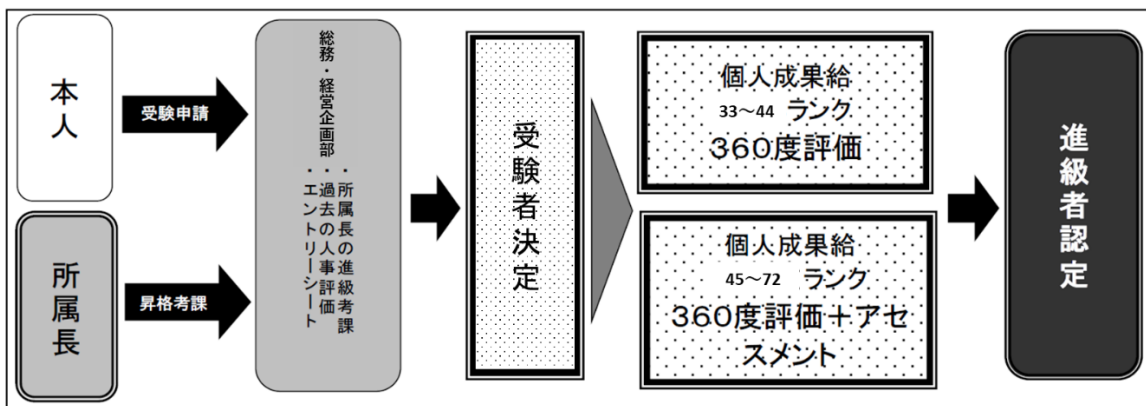 本人
受験申請
所属長
昇格考課
総務・経営企画部
・所属長の進級考課
・過去の人事評価
・エントリーシート
受験者決定
個人成果給
33～44 ランク
360度評価
個人成果給
45～72 ランク
360度評価＋アセ
スメント
進級者認定